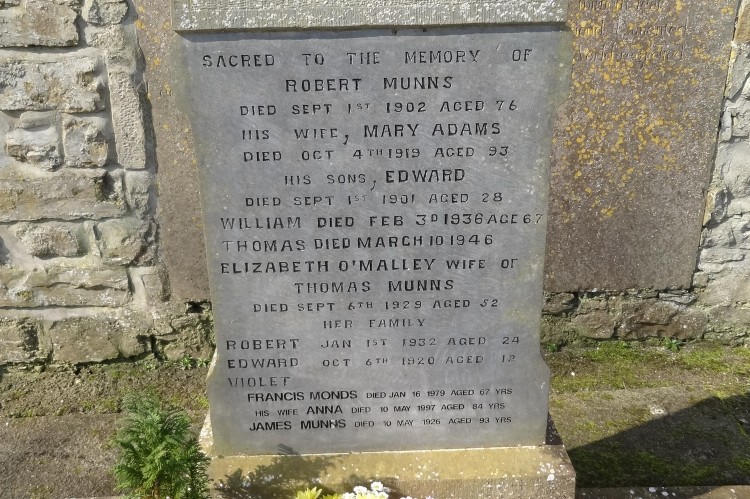 SACRED TO THE MEMORY OF
ROBERT MUNNS
DIED SEPT 1ST 1902 AGED 76
HIS WIFE, MARY ADAMS
DIED OCT 4TH 1919 AGED 93
HIS SONS, EDWARD
DIED SEPT 1ST 1901 AGED 28
WILLIAM DIED FEB 3D 1936 AGE 67
THOMAS DIED MARCH 10 1946
ELIZABETH O'MALLEY WIFE OF
THOMAS MUNNS
DIED SEPT 6TH 1929 AGED 52
HER FAMILY
ROBERT JAN 1ST 1932 AGED 24
EDWARD OCT 6TH 1920 AGED 12
VIOLET
FRANCIS MONDS DIED JAN 16 1979 AGED 67 YRS
HIS WIFE ANNA DIED 10 MAY 1997 AGED 84 YRS
JAMES MUNNS DIED 10 MAY 1926 AGED 93 YRS